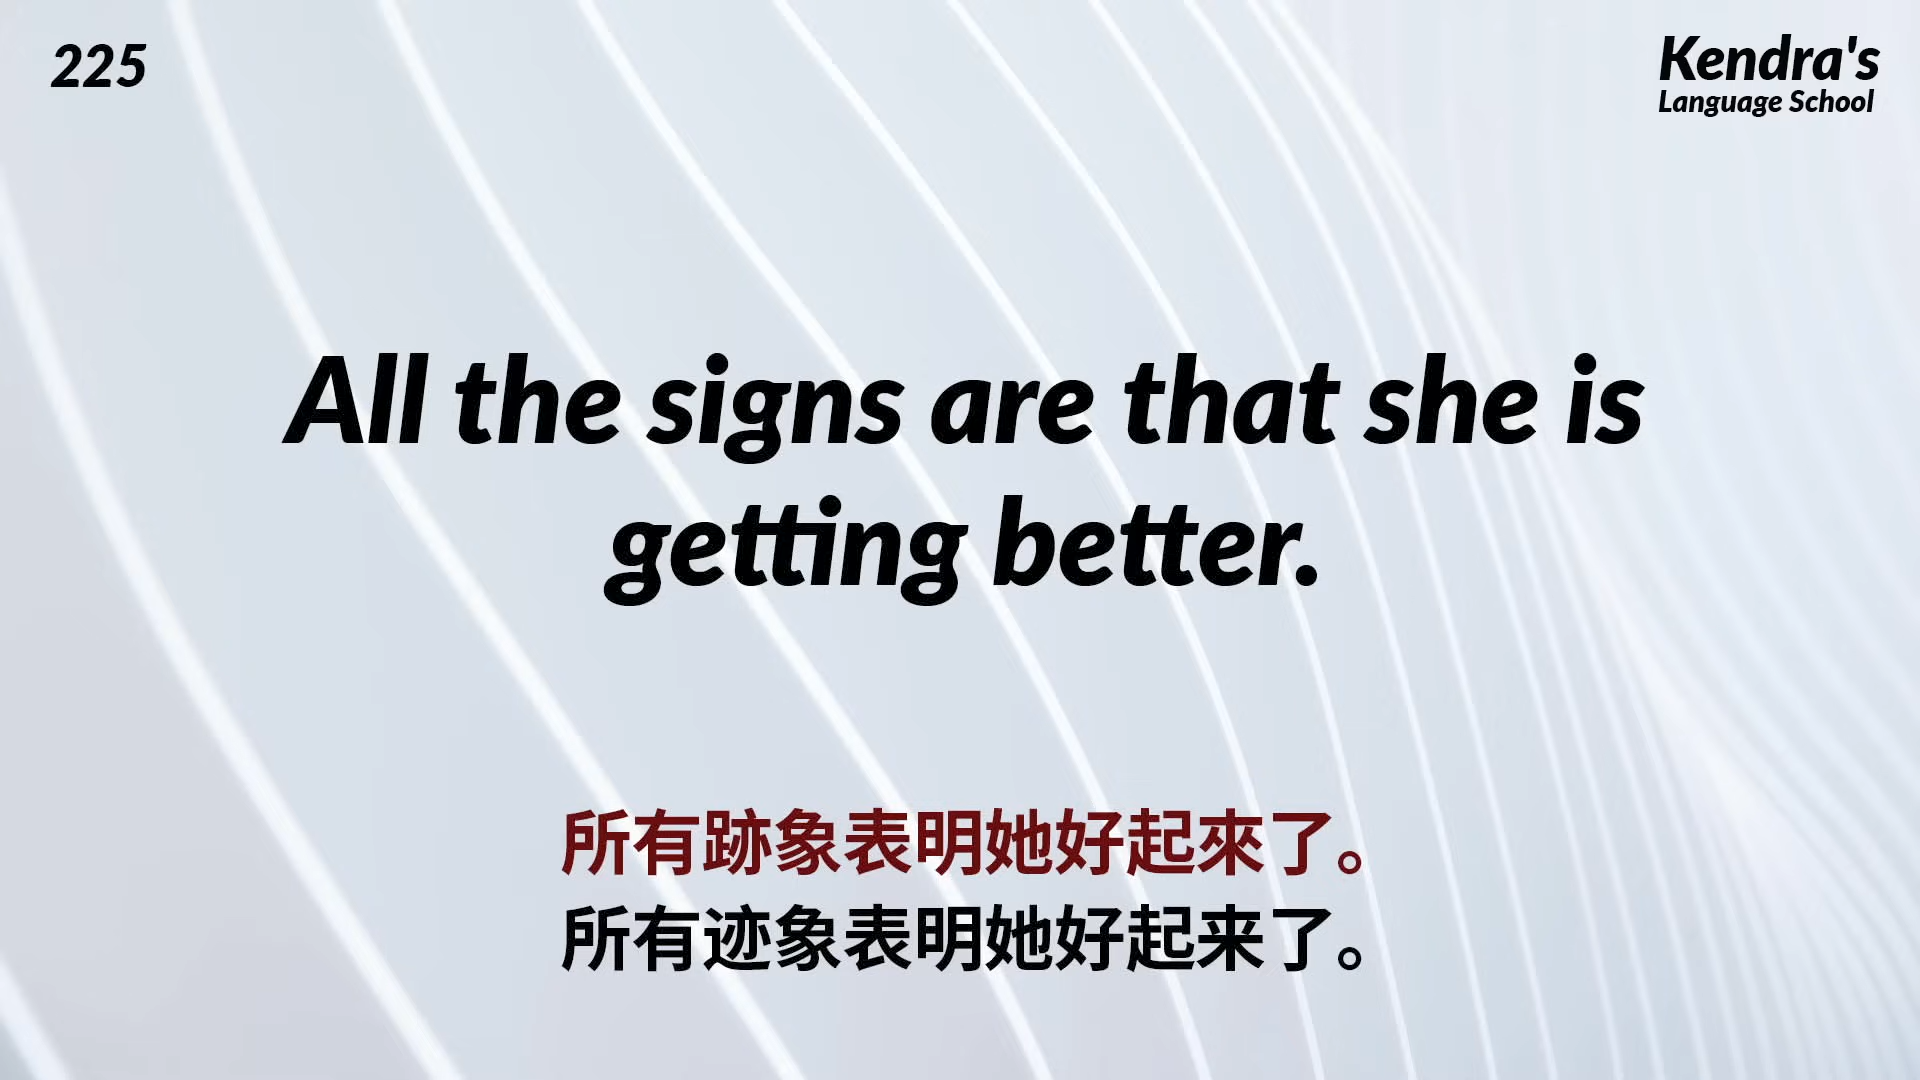 225
Kendra's
Language School
All the signs are that she is
getting better.
所有跡象表明她好起來了。
所有迹象表明她好起来了。